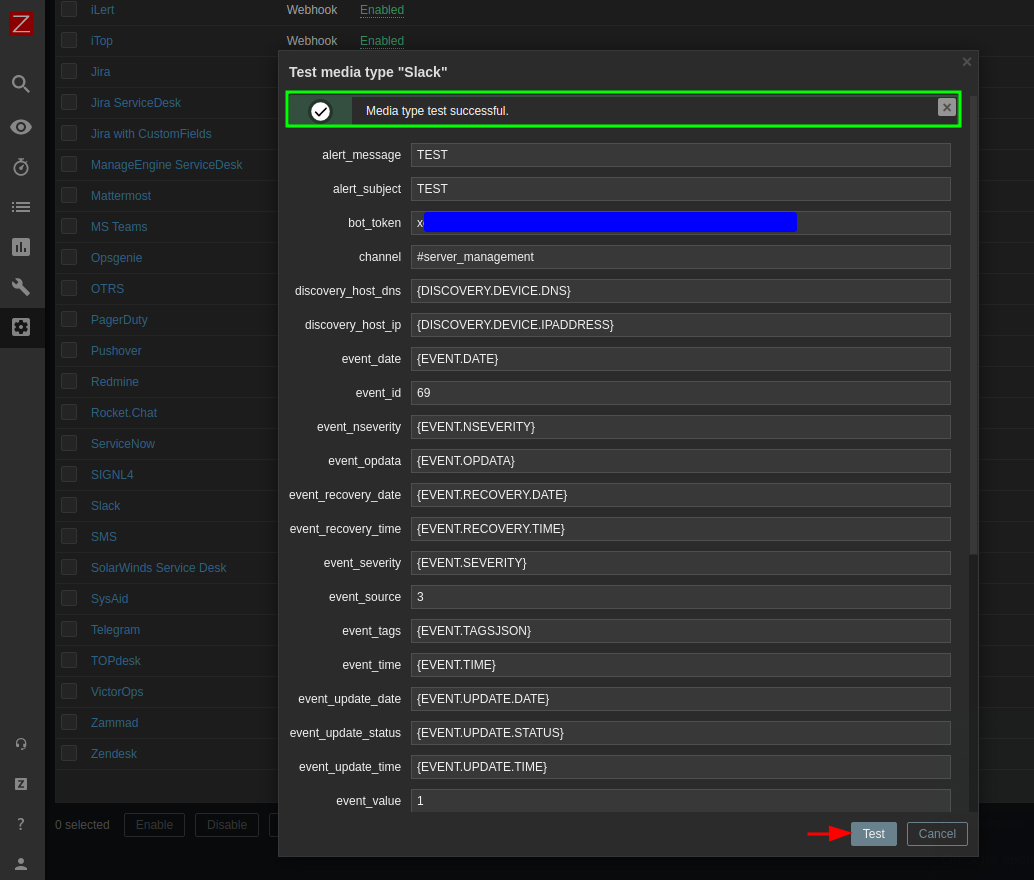 Z
iLert Webhook Enabled
iTop Webhook Enabled
Jira
Jira ServiceDesk
Jira with CustomFields
ManageEngine ServiceDesk
Mattermost
MS Teams
Opsgenie
OTRS
PagerDuty
Pushover
Redmine
Rocket.Chat
ServiceNow
SIGNL4
Slack
SMS
SolarWinds Service Desk
SysAid
Telegram
TOPdesk
VictorOps
Zammad
Zendesk
Z
?
0 selected Enable Disable
Test media type "Slack"
Media type test successful.
alert_message TEST
alert_subject TEST
bot_token x
channel #server_management
discovery_host_dns {DISCOVERY.DEVICE.DNS}
discovery_host_ip {DISCOVERY.DEVICE.IPADDRESS}
event_date {EVENT.DATE}
event_id 69
event_nseverity {EVENT.NSEVERITY}
event_opdata {EVENT.OPDATA}
event_recovery_date {EVENT.RECOVERY.DATE}
event_recovery_time {EVENT.RECOVERY.TIME}
event_severity {EVENT.SEVERITY}
event_source 3
event_tags {EVENT.TAGSJSON}
event_time {EVENT.TIME}
event_update_date {EVENT.UPDATE.DATE}
event_update_status {EVENT.UPDATE.STATUS}
event_update_time {EVENT.UPDATE.TIME}
event_value 1
Test Cancel